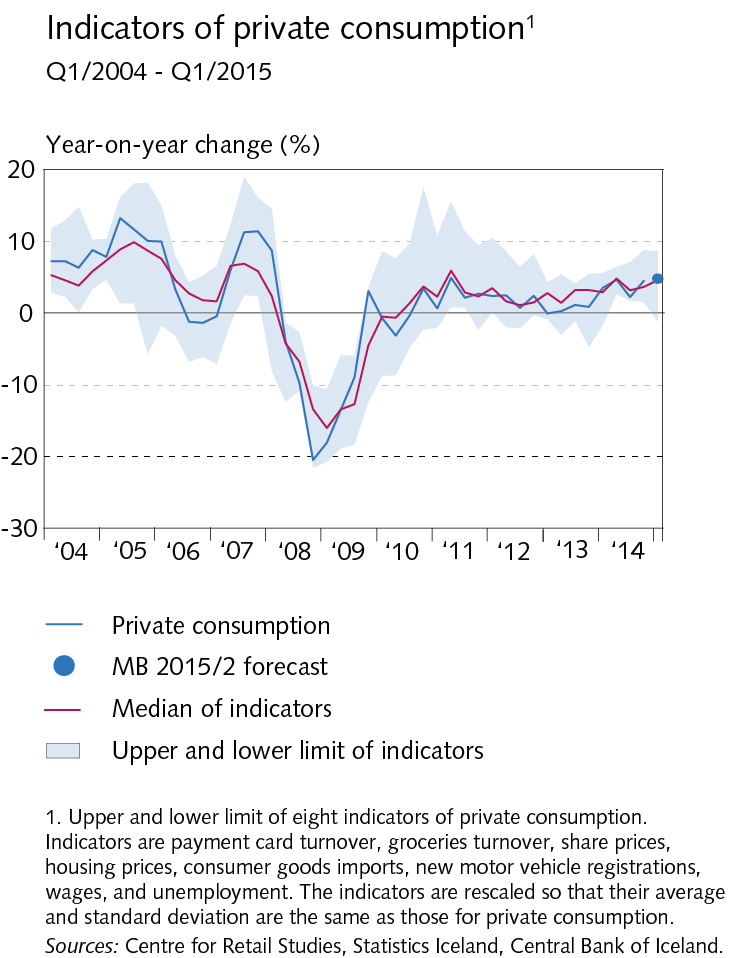 Indicators of private consumption¹
Q1/2004 - Q1/2015
Year-on-year change (%)
20
10
0
-10
-20
-30
‘04 ‘05 ‘06 ‘07 ‘08 ‘09 ‘10 ‘11 ‘12 ‘13 ‘14
Private consumption
MB 2015/2 forecast
Median of indicators
Upper and lower limit of indicators
1. Upper and lower limit of eight indicators of private consumption.
Indicators are payment card turnover, groceries turnover, share prices,
housing prices, consumer goods imports, new motor vehicle registrations,
wages, and unemployment. The indicators are rescaled so that their average
and standard deviation are the same as those for private consumption.
Sources: Centre for Retail Studies, Statistics Iceland, Central Bank of Iceland.